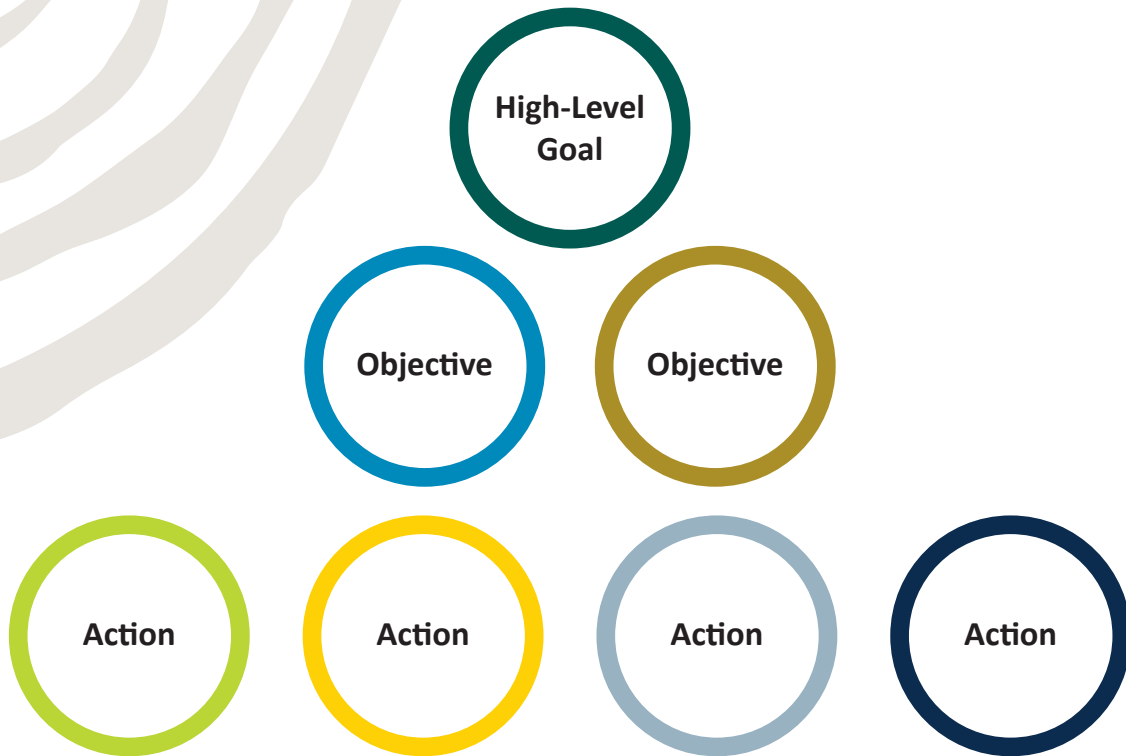 High-Level
Goal
Objective
Objective
Action
Action
Action
Action